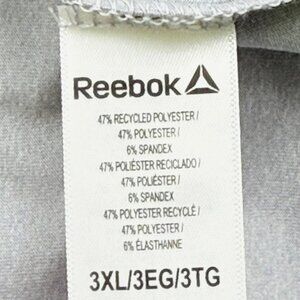 Reebok
47% RECYCLED POLYESTER /
47% POLYESTER /
6% SPANDEX
47% POLIÉSTER RECICLADO /
47% POLIÉSTER /
6% SPANDEX
47% POLYESTER RECYCLÉ /
47% POLYESTER /
6% ÉLASTHANNE
3XL/3EG/3TG